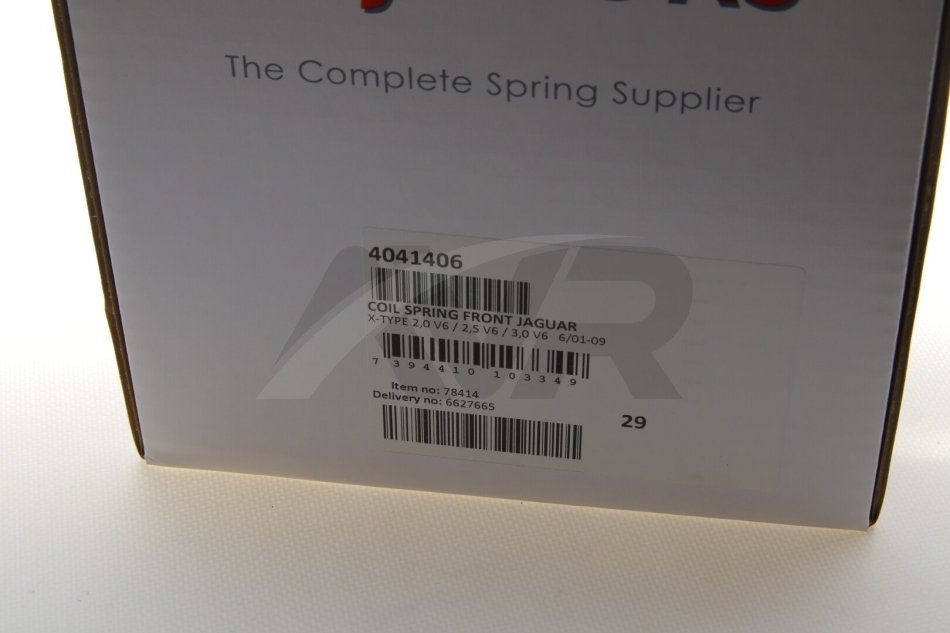 The Complete Spring Supplier
4041406
COIL SPRING FRONT JAGUAR
X-TYPE 2,0 V6 / 2,5 V6 / 3,0 V6 6/01-09
7 394410 103349
Item no: 78414
Delivery no: 6627665
29